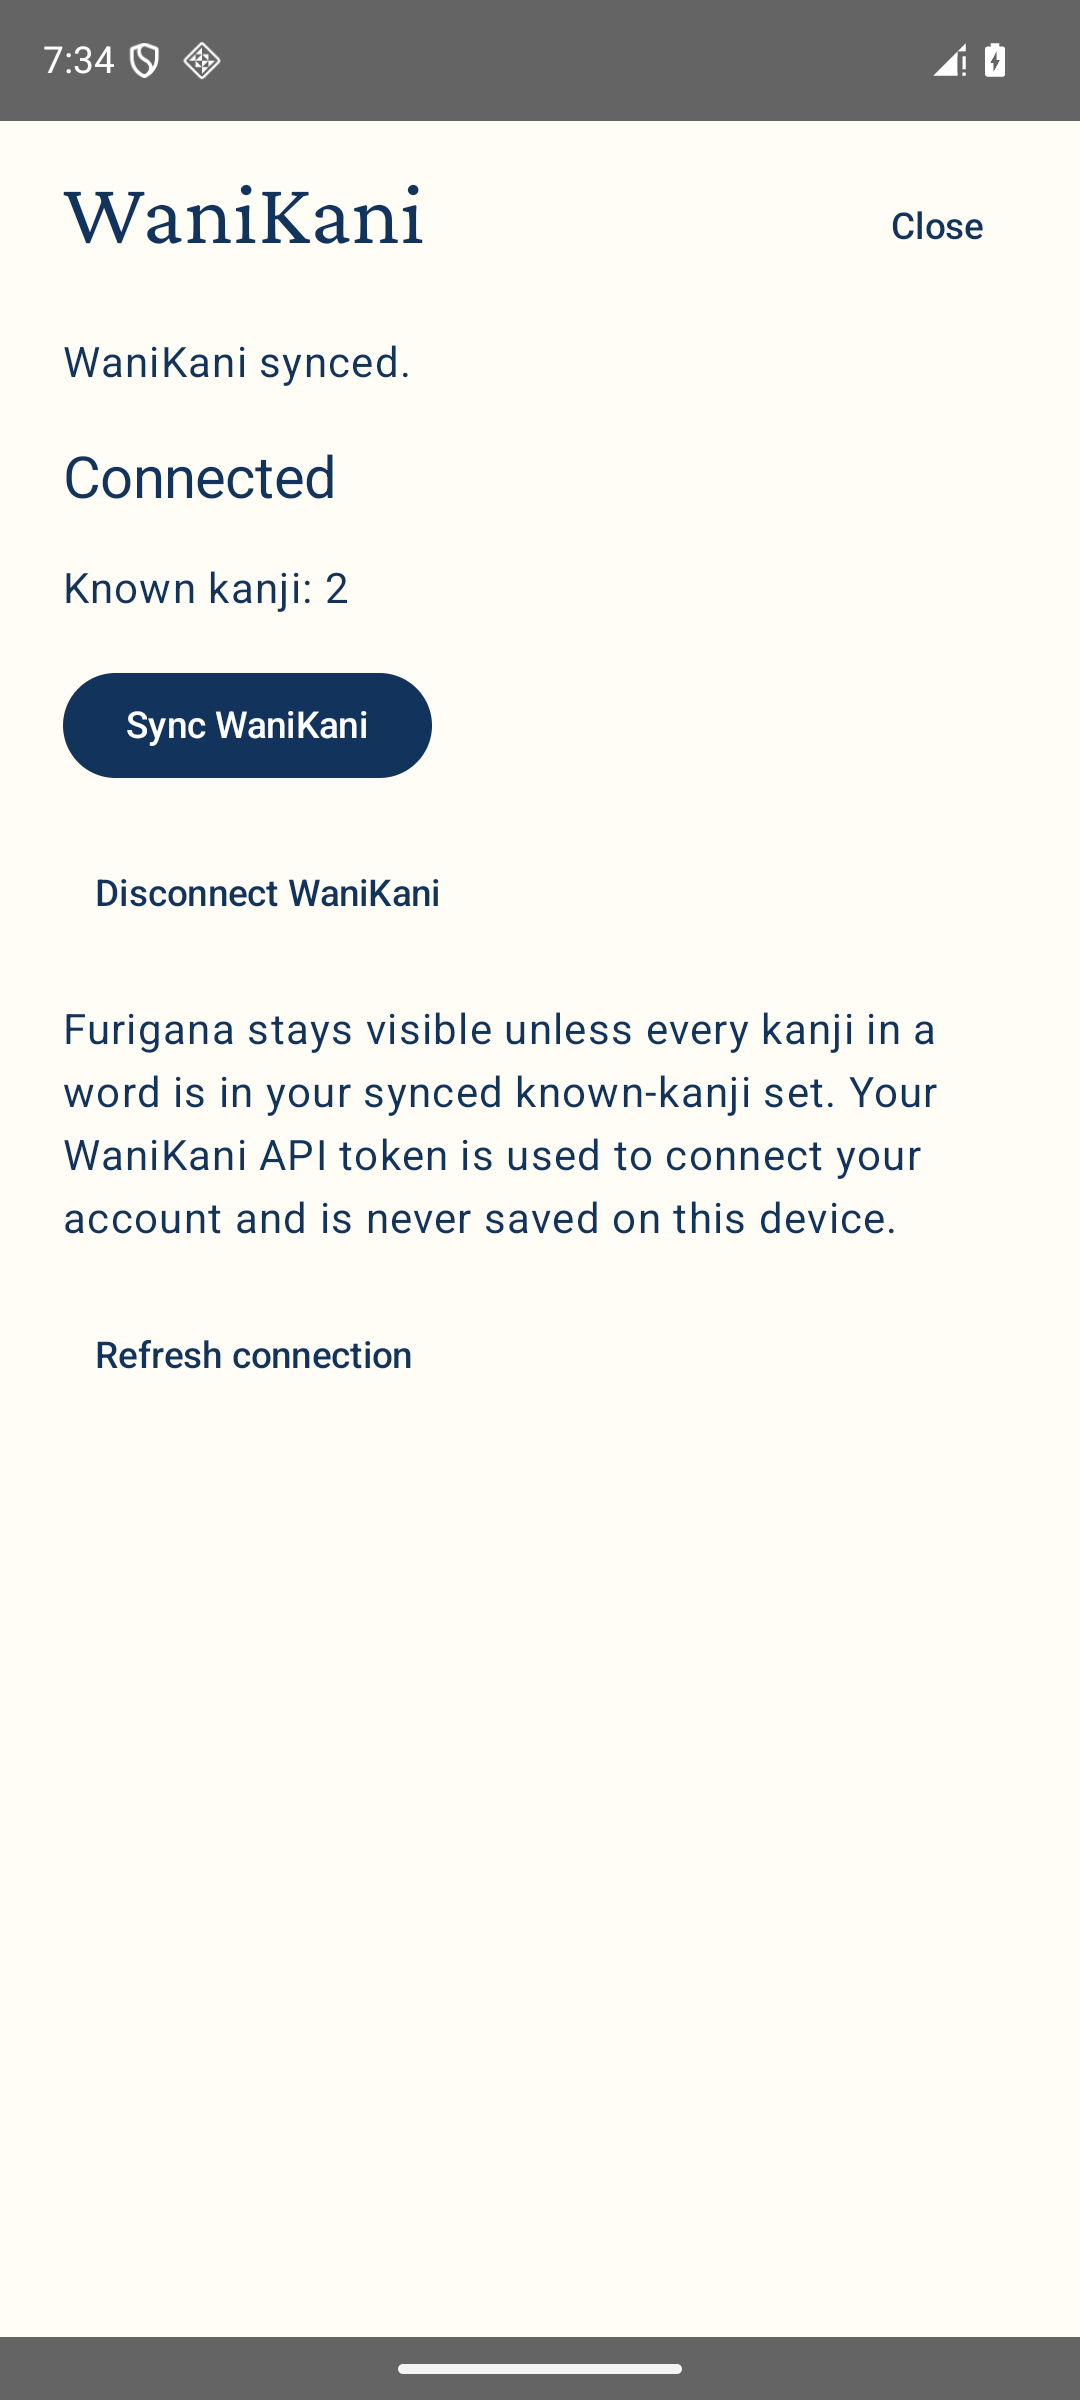 7:34
WaniKani
Close
WaniKani synced.
Connected
Known kanji: 2
Sync WaniKani
Disconnect WaniKani
Furigana stays visible unless every kanji in a
word is in your synced known-kanji set. Your
WaniKani API token is used to connect your
account and is never saved on this device.
Refresh connection